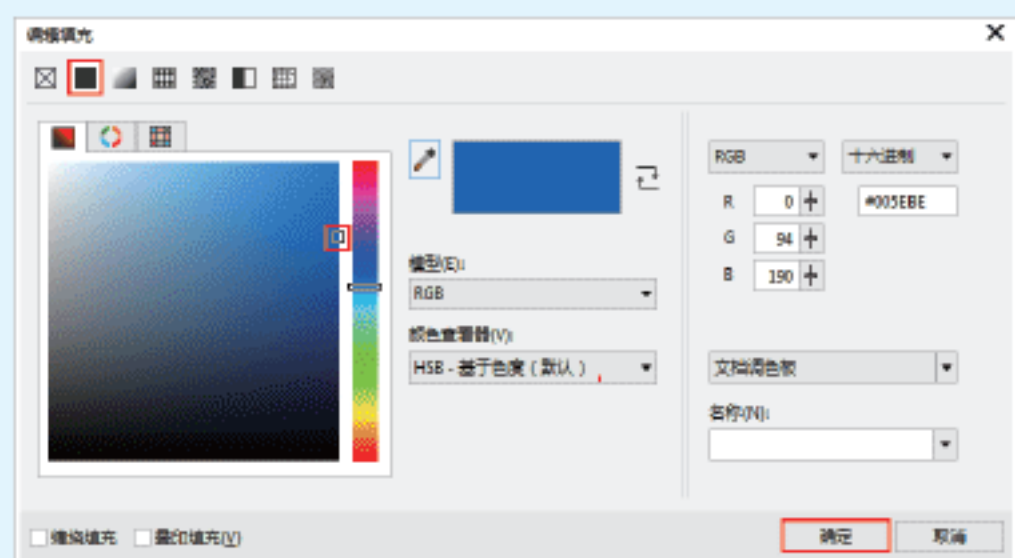 编辑填充
RGB
十六进制
R 0
#005EBE
G 94
B 190
模型(E):
RGB
颜色查看器(V):
HSB - 基于色度（默认）
文档调色板
名称(N):
缠绕填充
叠印填充(V)
确定
取消